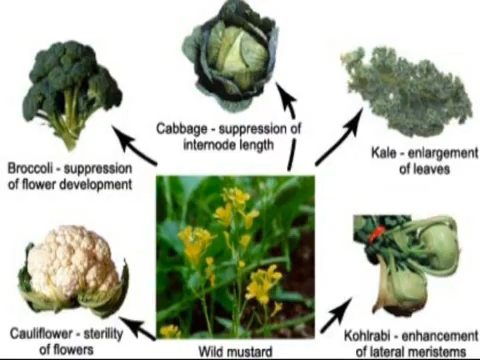 Cabbage - suppression of
internode length
Kale - enlargement
of leaves
Broccoli - suppression
of flower development
Cauliflower - sterility
of flowers
Wild mustard
Kohlrabi - enhancement
of lateral meristems